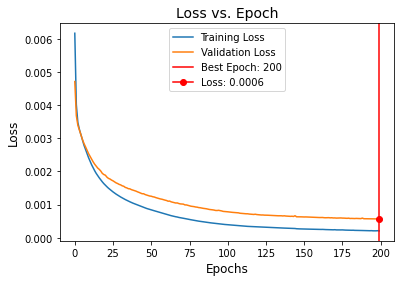 Loss vs. Epoch
Training Loss
Validation Loss
Best Epoch: 200
Loss: 0.0006
Loss
0.006
0.005
0.004
0.003
0.002
0.001
0.000
0 25 50 75 100 125 150 175 200
Epochs